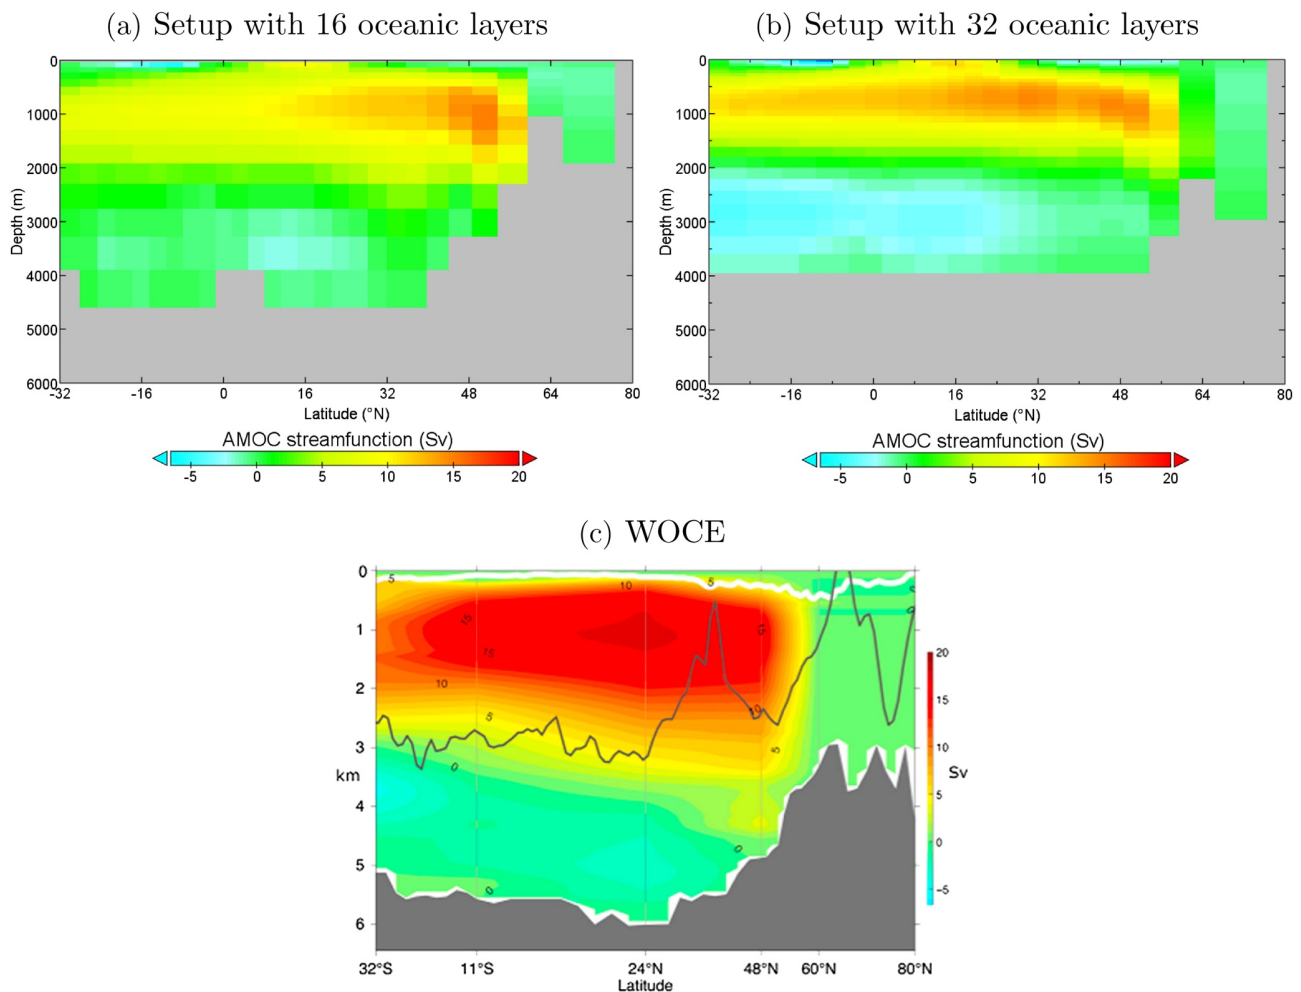 (a) Setup with 16 oceanic layers
(b) Setup with 32 oceanic layers
0
1000
2000
3000
4000
5000
6000
Depth (m)
-32 -16 0 16 32 48 64 80
Latitude (°N)
AMOC streamfunction (Sv)
-5 0 5 10 15 20
0
1000
2000
3000
4000
5000
6000
Depth (m)
-32 -16 0 16 32 48 64 80
Latitude (°N)
AMOC streamfunction (Sv)
-5 0 5 10 15 20
(c) WOCE
0
1
2
3
km
4
5
6
5 10 5
15
15
10
10
5
5
0
0
0
20
15
10
Sv
5
0
-5
32°S 11°S 24°N 48°N 60°N 80°N
Latitude